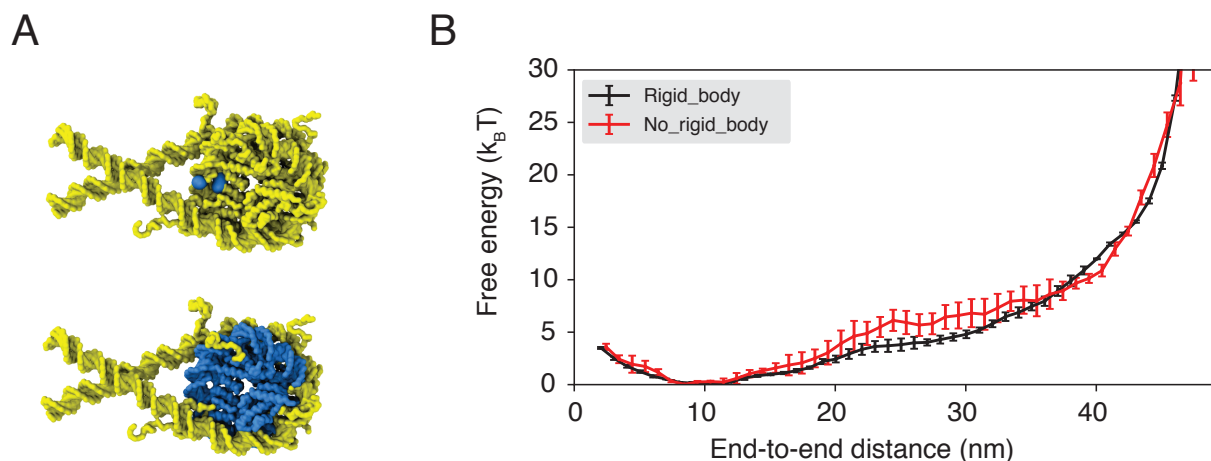 A
B
Free energy (k_BT)
30
25
20
15
10
5
0
Rigid_body
No_rigid_body
0
10
20
30
40
End-to-end distance (nm)